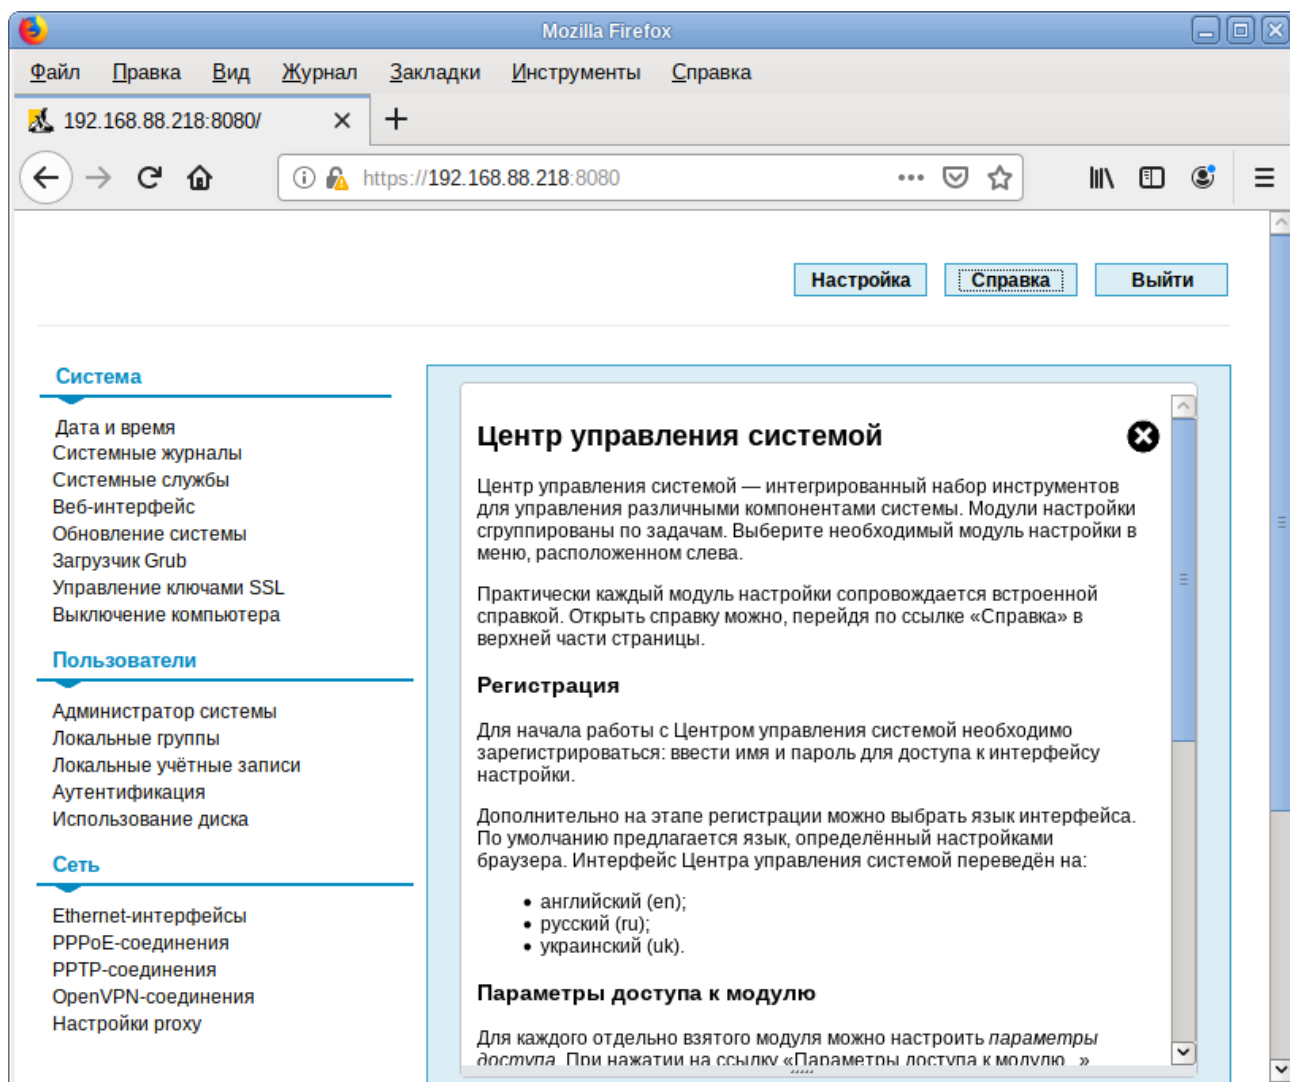 Mozilla Firefox
Файл Правка Вид Журнал Закладки Инструменты Справка
192.168.88.218:8080/
https://192.168.88.218:8080
Настройка Справка Выйти
Система
Дата и время
Системные журналы
Системные службы
Веб-интерфейс
Обновление системы
Загрузчик Grub
Управление ключами SSL
Выключение компьютера
Пользователи
Администратор системы
Локальные группы
Локальные учётные записи
Аутентификация
Использование диска
Сеть
Ethernet-интерфейсы
PPPoE-соединения
PPTP-соединения
OpenVPN-соединения
Настройки proxy
Центр управления системой
Центр управления системой — интегрированный набор инструментов
для управления различными компонентами системы. Модули настройки
сгруппированы по задачам. Выберите необходимый модуль настройки в
меню, расположенном слева.
Практически каждый модуль настройки сопровождается встроенной
справкой. Открыть справку можно, перейдя по ссылке «Справка» в
верхней части страницы.
Регистрация
Для начала работы с Центром управления системой необходимо
зарегистрироваться: ввести имя и пароль для доступа к интерфейсу
настройки.
Дополнительно на этапе регистрации можно выбрать язык интерфейса.
По умолчанию предлагается язык, определённый настройками
браузера. Интерфейс Центра управления системой переведён на:
• английский (en);
• русский (ru);
• украинский (uk).
Параметры доступа к модулю
Для каждого отдельно взятого модуля можно настроить параметры
доступа. При нажатии на ссылку «Параметры доступа к модулю...»